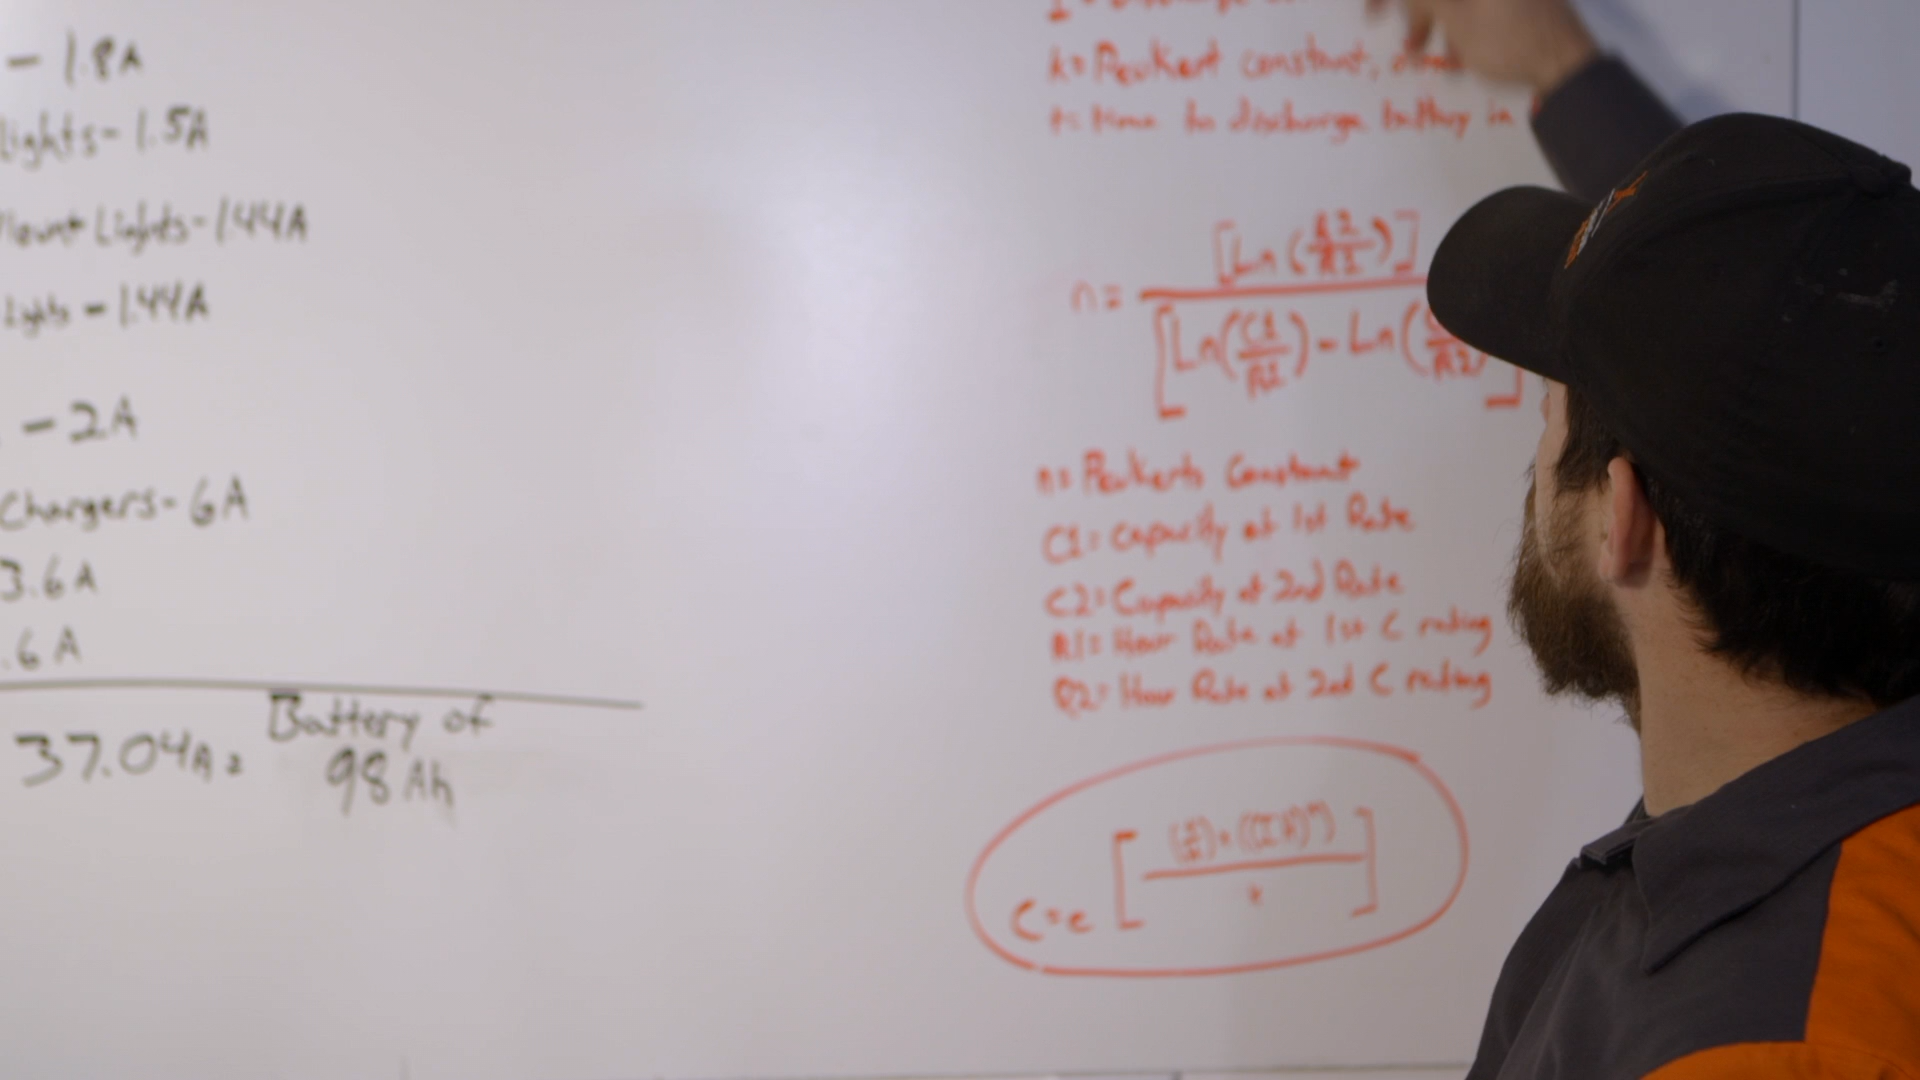 - 1.8A
Lights - 1.5A
Mount Lights - 1.44A
Lights - 1.44A
- 2A
Chargers - 6A
3.6A
.6A
37.04A = Battery of
98 Ah
k = Peukert constant,
t = time to discharge battery in
n = [Ln(R2/R1)]
[Ln(C1/R1) - Ln( /R2)]
n = Peukerts Constant
C1 = Capacity at 1st Rate
C2 = Capacity at 2nd Rate
R1 = Hour Rate at 1st C rating
R2 = Hour Rate at 2nd C rating
C = e